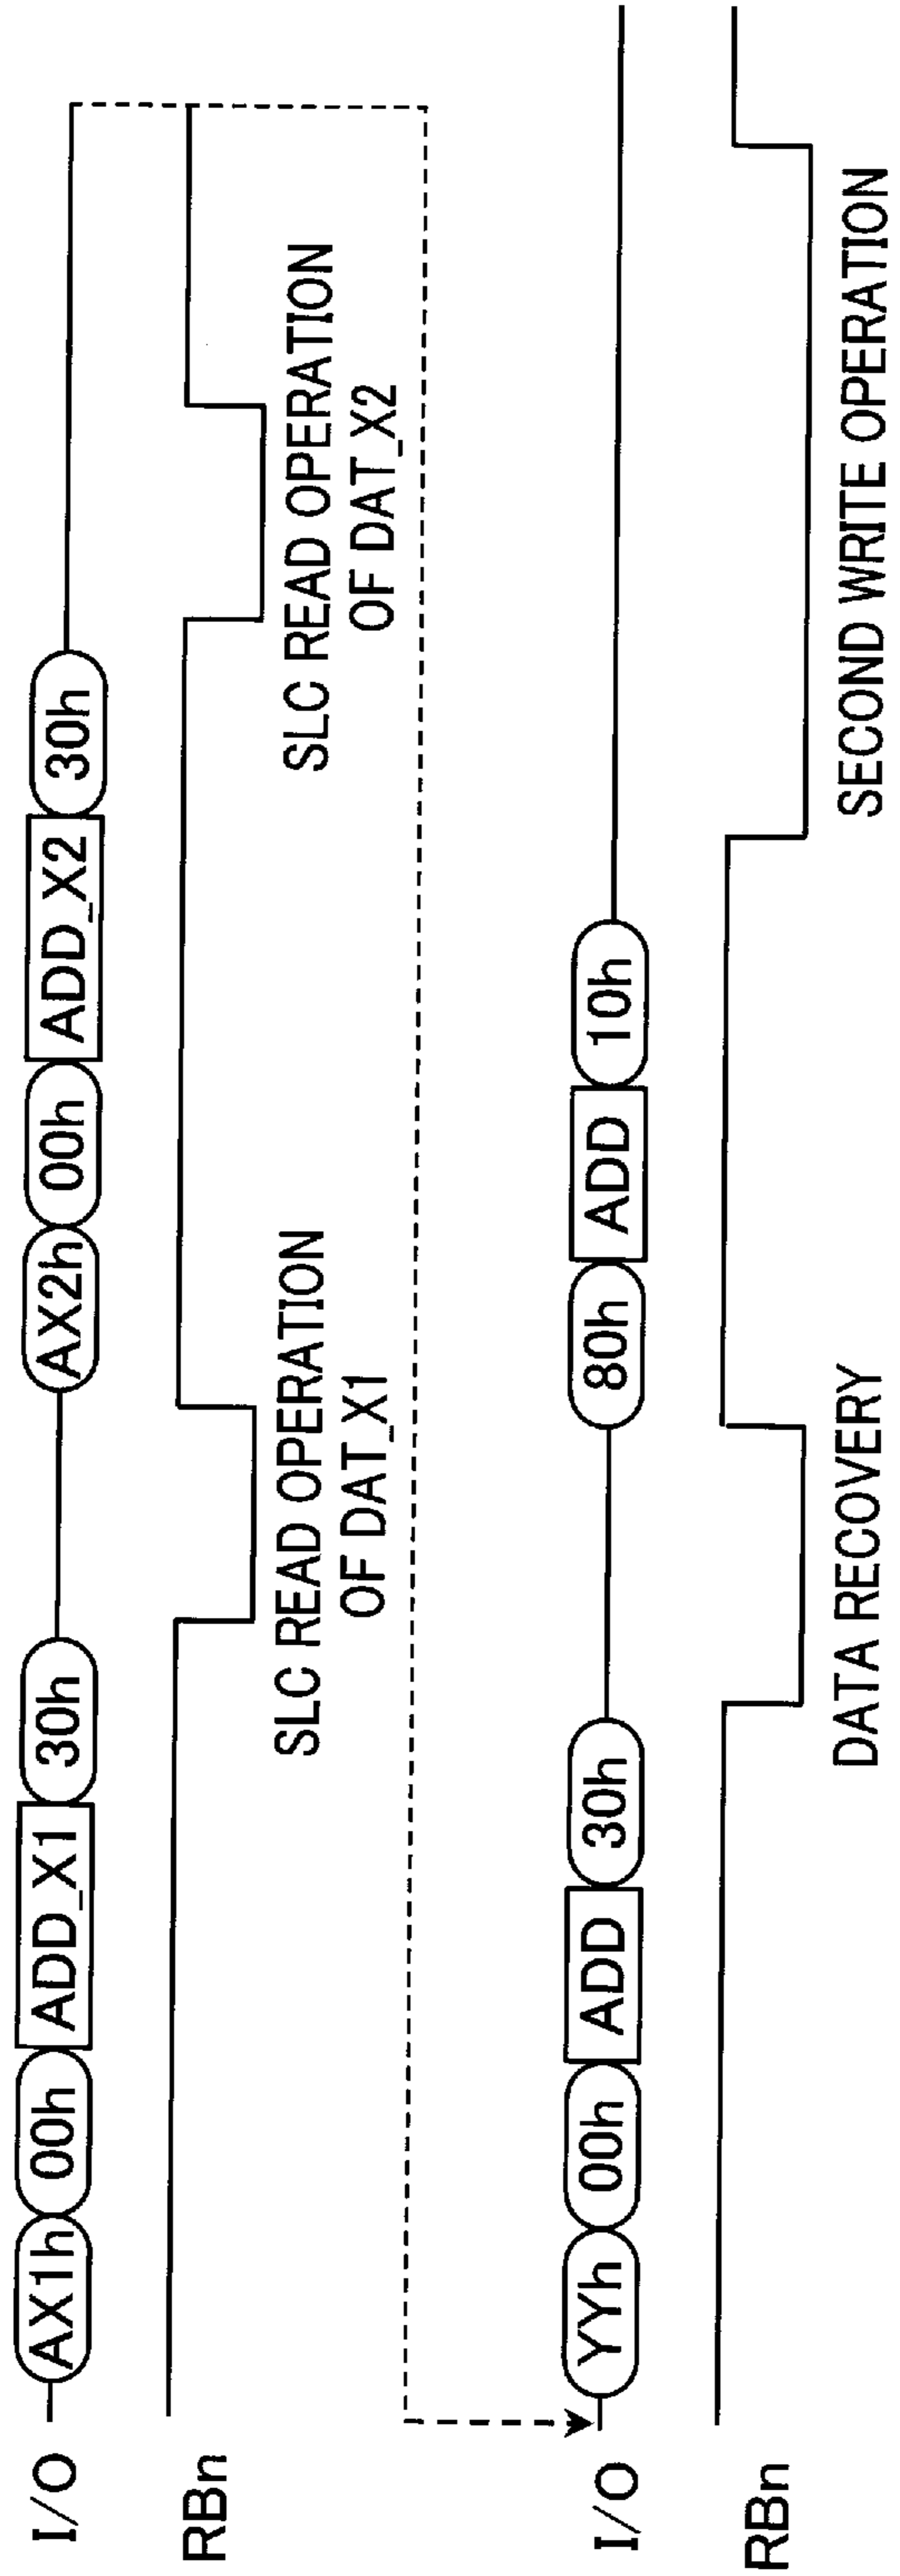 I/O AX1h 00h ADD_X1 30h AX2h 00h ADD_X2 30h
RBn
SLC READ OPERATION
OF DAT_X1
SLC READ OPERATION
OF DAT_X2
I/O YYh 00h ADD 30h 80h ADD 10h
RBn
DATA RECOVERY
SECOND WRITE OPERATION